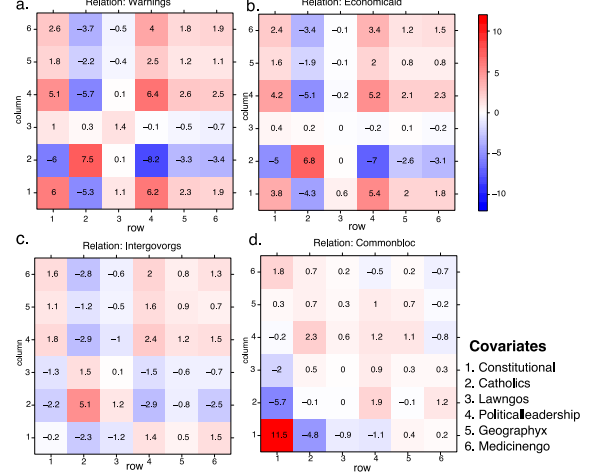 a. Relation: Warnings
6 2.6 −3.7 −0.5 4 1.8 1.9
5 1.8 −2.2 −0.4 2.5 1.2 1.1
4 5.1 −5.7 0.1 6.4 2.6 2.5
3 1 0.3 1.4 −0.1 −0.5 −0.7
2 −6 7.5 0.1 −8.2 −3.3 −3.4
1 6 −5.3 1.1 6.2 2.3 1.9
1 2 3 4 5 6
row
column
b. Relation: Economicaid
6 2.4 −3.4 −0.1 3.4 1.2 1.5
5 1.6 −1.9 −0.1 2 0.8 0.8
4 4.2 −5.1 −0.2 5.2 2.1 2.3
3 0.4 0.2 0 −0.2 0.1 −0.2
2 −5 6.8 0 −7 −2.6 −3.1
1 3.8 −4.3 0.6 5.4 2 1.8
1 2 3 4 5 6
row
column
10
5
0
−5
−10
c. Relation: Intergovorgs
6 1.6 −2.8 −0.6 2 0.8 1.3
5 1.1 −1.2 −0.5 1.6 0.9 0.7
4 1.8 −2.9 −1 2.4 1.2 1.5
3 −1.3 1.5 0.1 −1.5 −0.7 −0.3
2 −2.2 5.1 1.2 −2.9 −0.8 −2.5
1 −0.2 −2.3 −1.2 1.4 0.5 1.5
1 2 3 4 5 6
row
column
d. Relation: Commonbloc
6 1.8 0.7 0.2 −0.5 0.2 −0.7
5 0.3 0.7 0.3 1 0.7 −0.2
4 −0.2 2.3 0.6 1.2 1.1 −0.8
3 −2 0.5 0 0.9 0.3 0.3
2 −5.7 −0.1 0 1.9 −0.1 1.2
1 11.5 −4.8 −0.9 −1.1 0.4 0.2
1 2 3 4 5 6
row
column
Covariates
1. Constitutional
2. Catholics
3. Lawngos
4. Politicalleadership
5. Geographyx
6. Medicinengo